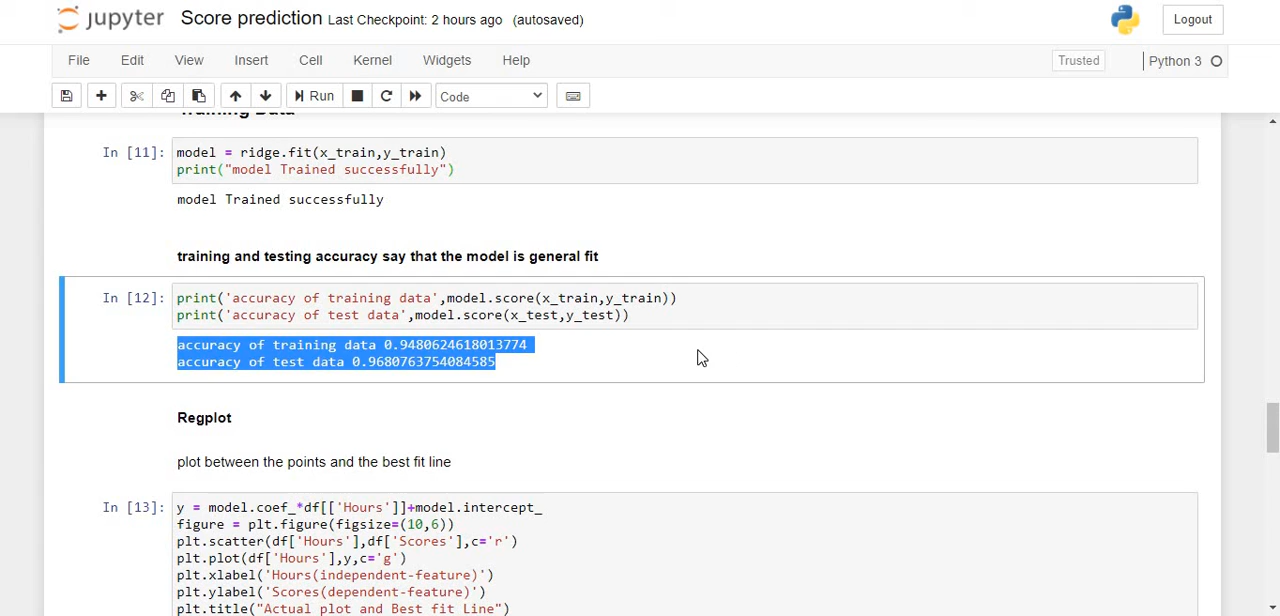 jupyter Score prediction Last Checkpoint: 2 hours ago (autosaved)
Logout
File Edit View Insert Cell Kernel Widgets Help
Trusted
Python 3
Run
Code
Training Data
In [11]: model = ridge.fit(x_train,y_train)
print("model Trained successfully")
model Trained successfully
training and testing accuracy say that the model is general fit
In [12]: print('accuracy of training data',model.score(x_train,y_train))
print('accuracy of test data',model.score(x_test,y_test))
accuracy of training data 0.9480624618013774
accuracy of test data 0.9680763754084585
Regplot
plot between the points and the best fit line
In [13]: y = model.coef_*df[['Hours']]+model.intercept_
figure = plt.figure(figsize=(10,6))
plt.scatter(df['Hours'],df['Scores'],c='r')
plt.plot(df['Hours'],y,c='g')
plt.xlabel('Hours(independent-feature)')
plt.ylabel('Scores(dependent-feature)')
plt.title("Actual plot and Best fit Line")